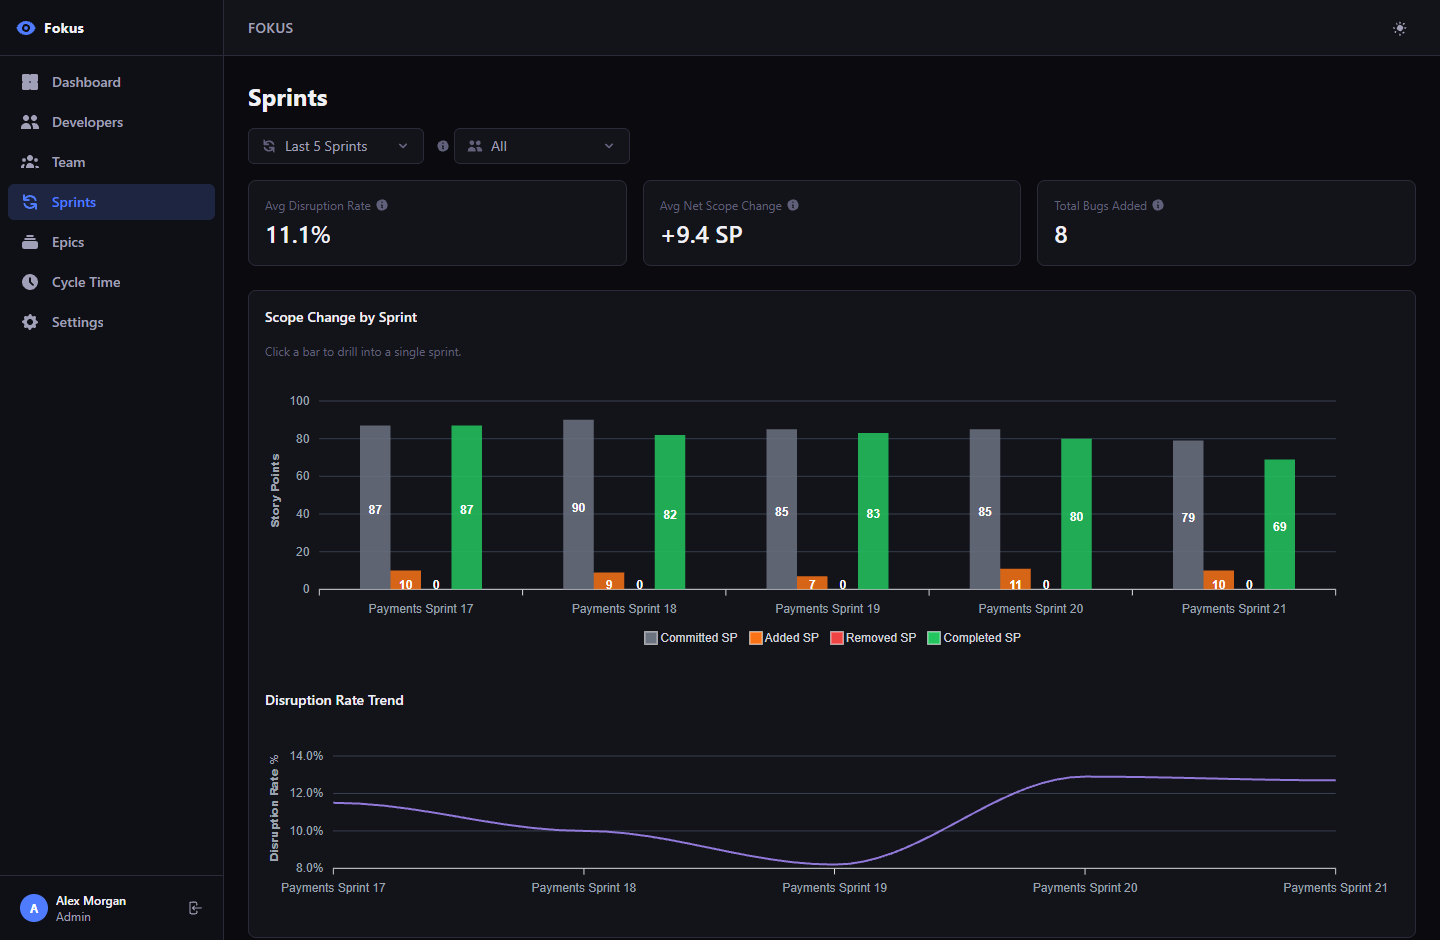 Fokus
FOKUS
Dashboard
Developers
Team
Sprints
Epics
Cycle Time
Settings
Sprints
Last 5 Sprints
All
Avg Disruption Rate
11.1%
Avg Net Scope Change
+9.4 SP
Total Bugs Added
8
Scope Change by Sprint
Click a bar to drill into a single sprint.
Story Points
100
80
60
40
20
0
87 10 0 87
90 9 0 82
85 7 0 83
85 11 0 80
79 10 0 69
Payments Sprint 17 Payments Sprint 18 Payments Sprint 19 Payments Sprint 20 Payments Sprint 21
Committed SP Added SP Removed SP Completed SP
Disruption Rate Trend
Disruption Rate %
14.0%
12.0%
10.0%
8.0%
Payments Sprint 17 Payments Sprint 18 Payments Sprint 19 Payments Sprint 20 Payments Sprint 21
A
Alex Morgan
Admin